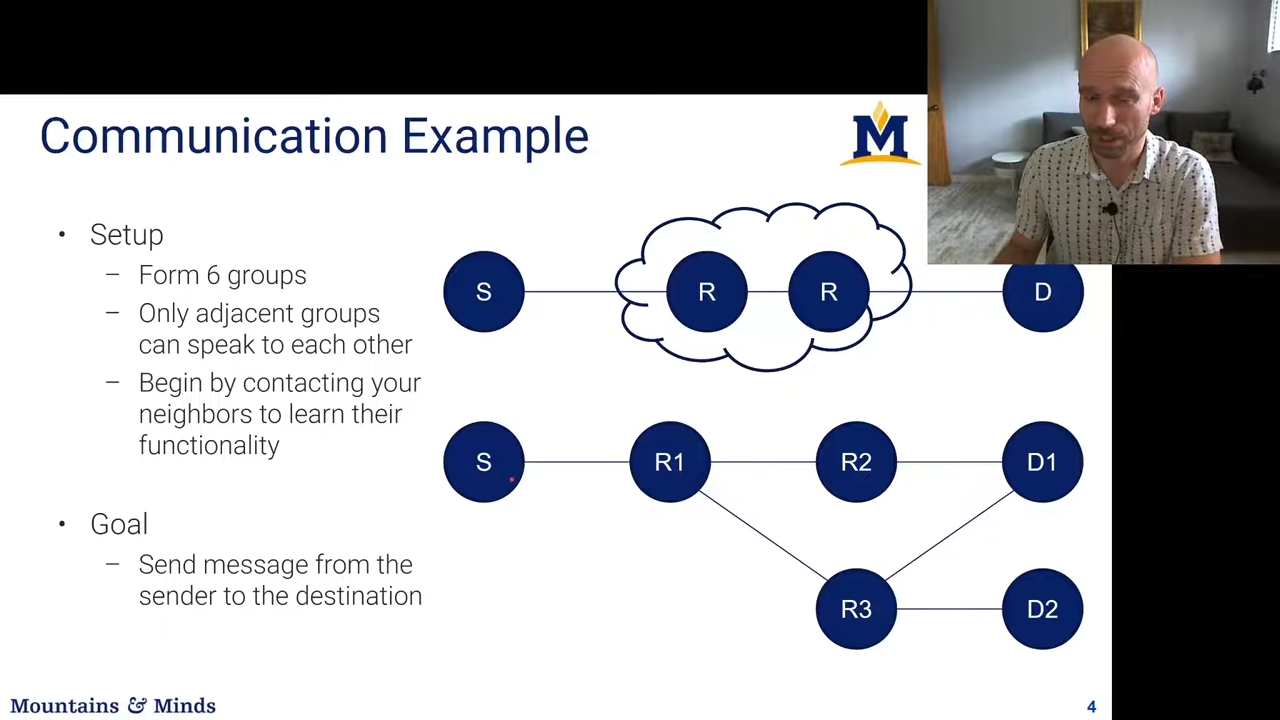 Communication Example
M
• Setup
– Form 6 groups
– Only adjacent groups
can speak to each other
– Begin by contacting your
neighbors to learn their
functionality
• Goal
– Send message from the
sender to the destination
S R R D
S R1 R2 D1
R3 D2
Mountains & Minds
4